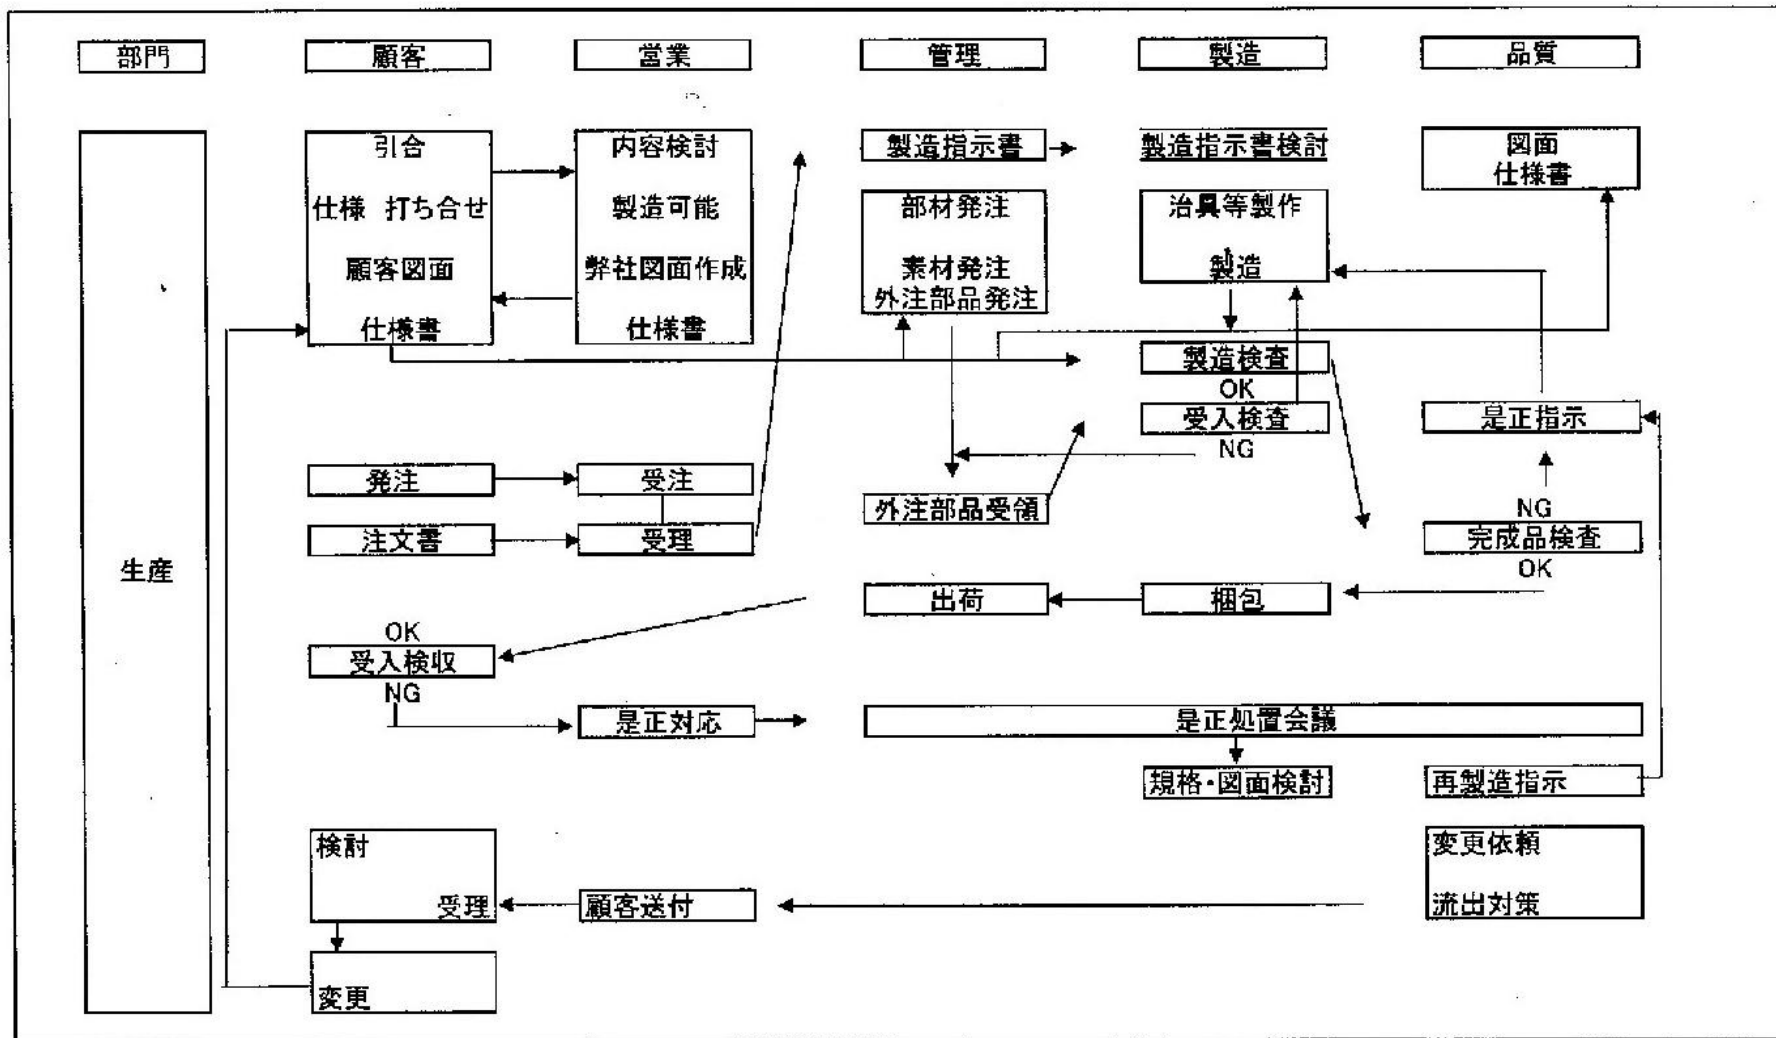 部門
顧客
営業
管理
製造
品質
引合
仕様 打ち合せ
顧客図面
仕様書
内容検討
製造可能
弊社図面作成
仕様書
製造指示書
製造指示書検討
図面
仕様書
部材発注
素材発注
外注部品発注
治具等製作
製造
製造検査
OK
受入検査
NG
是正指示
発注
受注
外注部品受領
NG
注文書
受理
完成品検査
OK
生産
出荷
梱包
OK
受入検収
NG
是正対応
是正処置会議
規格・図面検討
再製造指示
検討
受理
顧客送付
変更依頼
流出対策
変更